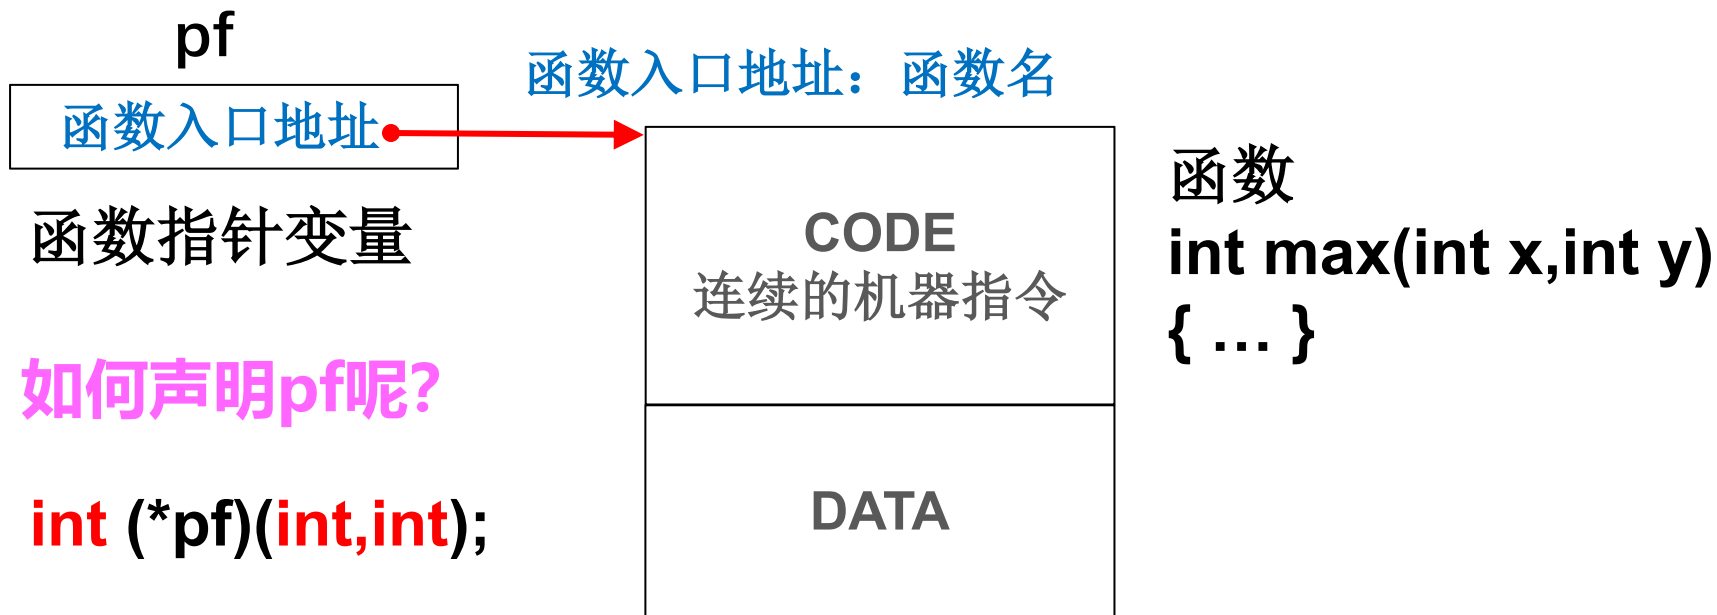 pf
函数入口地址
函数指针变量
如何声明pf呢?
int (*pf)(int,int);
函数入口地址：函数名
CODE
连续的机器指令
DATA
函数
int max(int x,int y)
{ … }